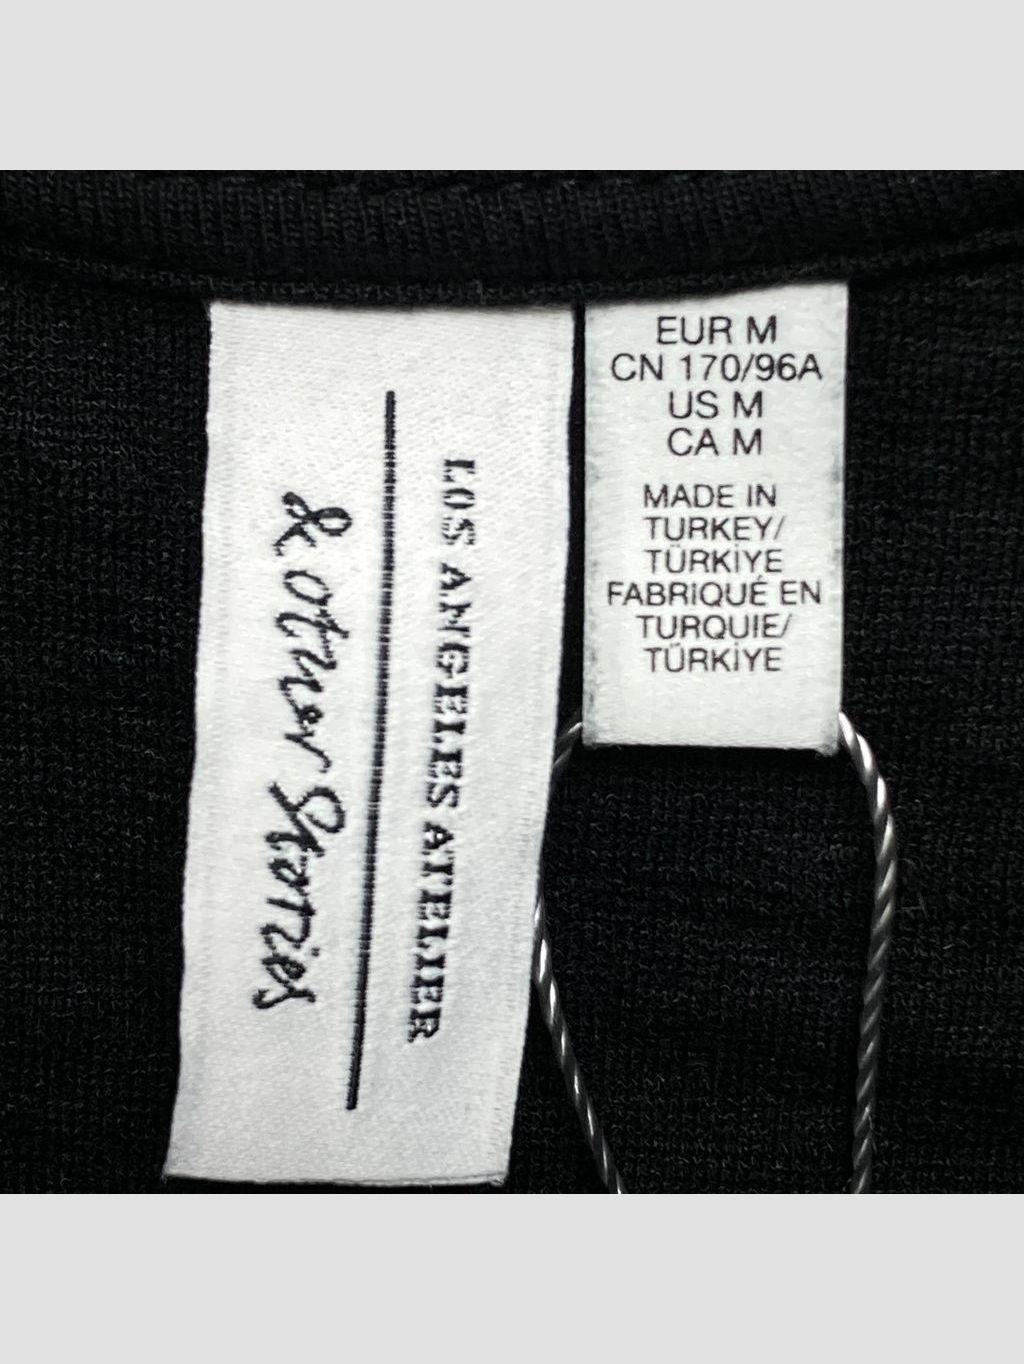 & other Stories
LOS ANGELES ATELIER
EUR M
CN 170/96A
US M
CA M
MADE IN
TURKEY/
TÜRKİYE
FABRIQUÉ EN
TURQUIE/
TÜRKİYE